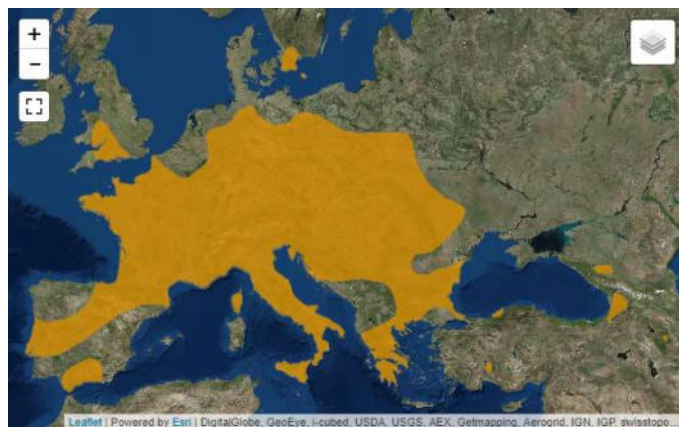 +
−
Leaflet | Powered by Esri | DigitalGlobe, GeoEye, i-cubed, USDA, USGS, AEX, Getmapping, Aerogrid, IGN, IGP, swisstopo...